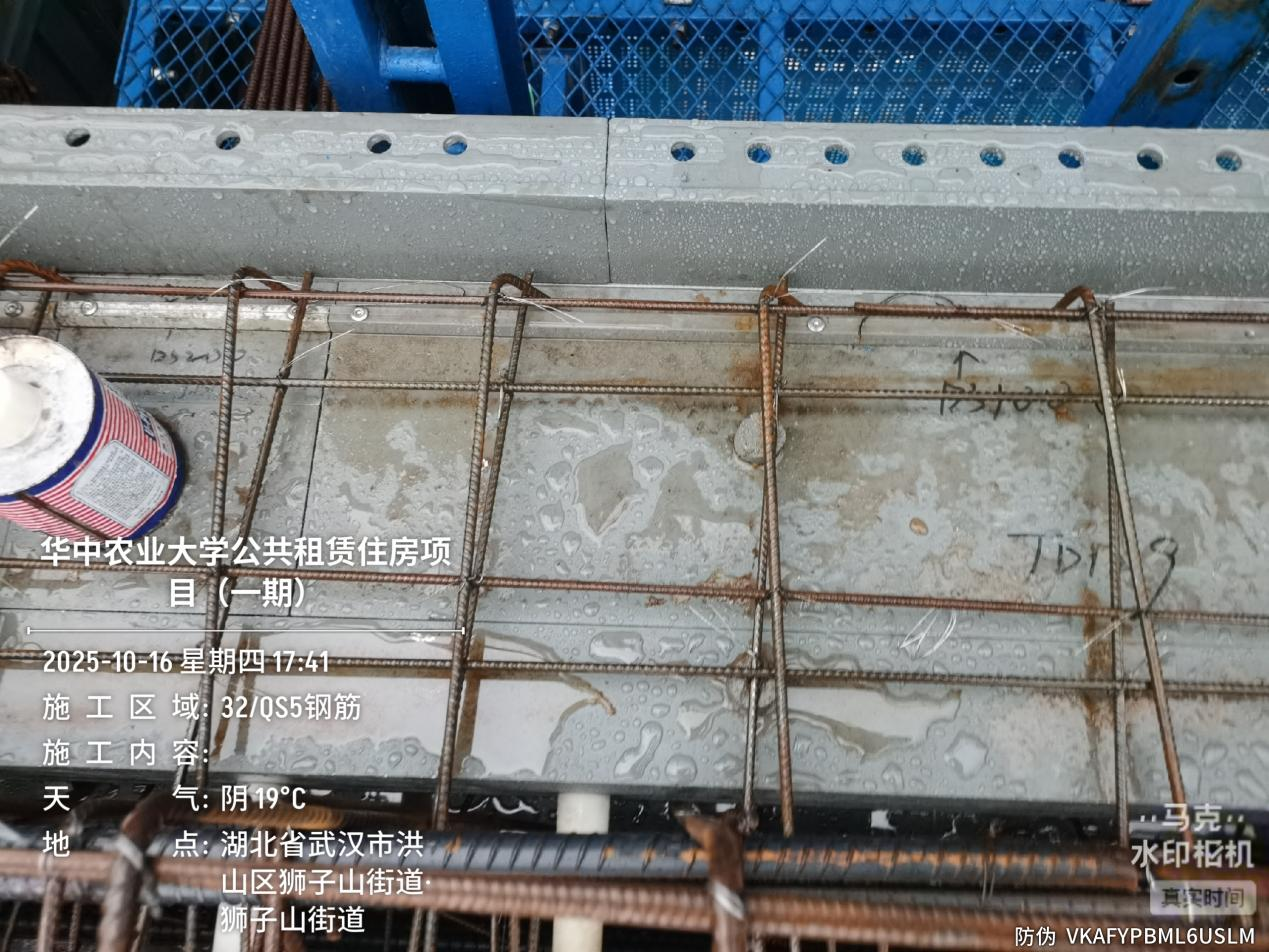 华中农业大学公共租赁住房项
目（一期）
2025-10-16 星期四 17:41
施工区域: 32/QS5钢筋
施工内容:
天气: 阴19°C
地点: 湖北省武汉市洪
山区狮子山街道·
狮子山街道
马克
水印相机
真实时间
防伪 VKAFYPBML6USLM